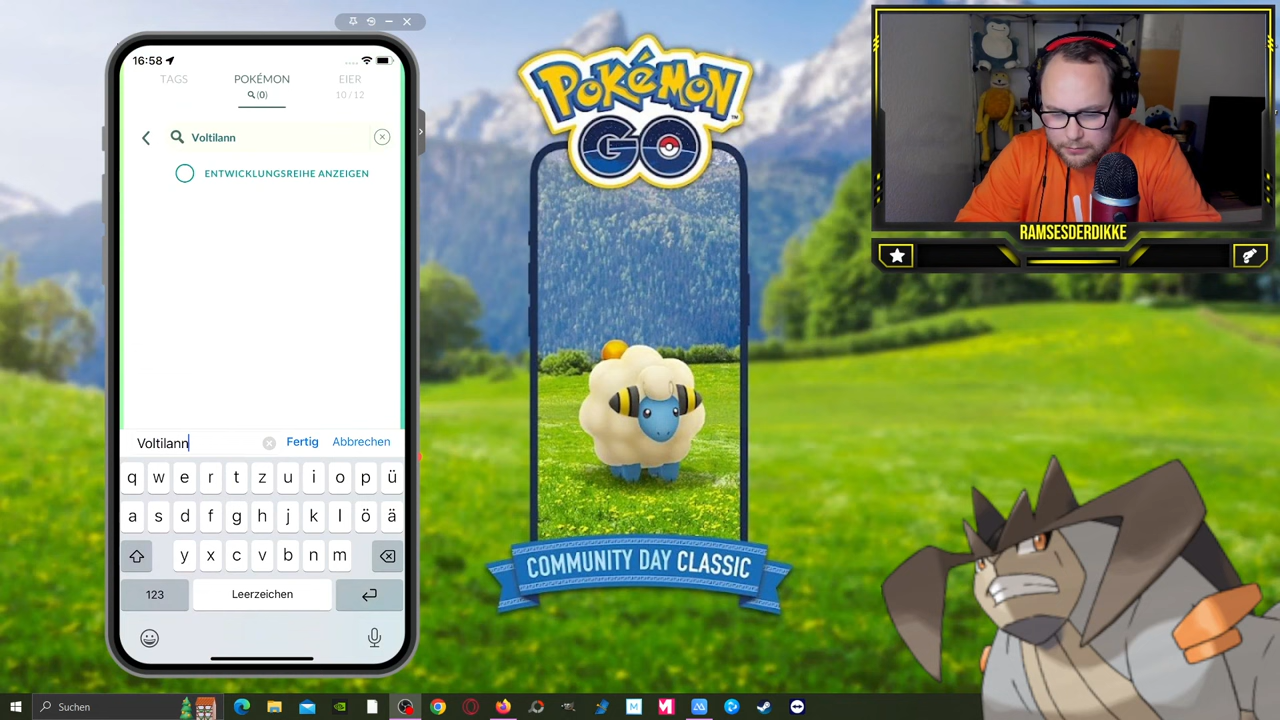 16:58
TAGS
POKÉMON
(0)
EIER
10 / 12
Voltilann
ENTWICKLUNGSREIHE ANZEIGEN
Voltilann
Fertig
Abbrechen
q w e r t z u i o p ü
a s d f g h j k l ö ä
y x c v b n m
123
Leerzeichen
POKÉMON
GO
COMMUNITY DAY CLASSIC
RAMSESDERDIKKE
Suchen